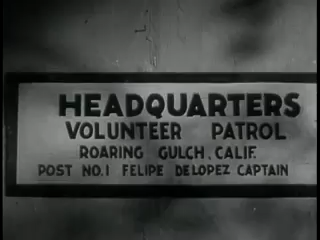 HEADQUARTERS
VOLUNTEER PATROL
ROARING GULCH, CALIF.
POST NO. 1 FELIPE DELOPEZ CAPTAIN